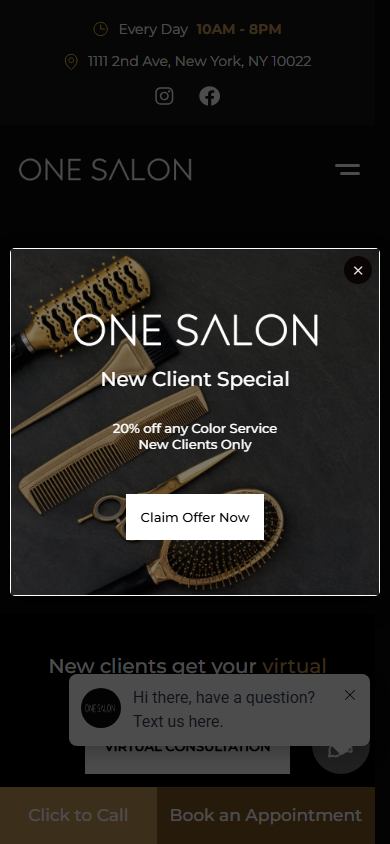 Every Day 10AM - 8PM
1111 2nd Ave, New York, NY 10022
ONE SALON
ONE SALON
New Client Special
20% off any Color Service
New Clients Only
Claim Offer Now
New clients get your virtual
Hi there, have a question?
Text us here.
ONE SALON
VIRTUAL CONSULTATION
Click to Call
Book an Appointment